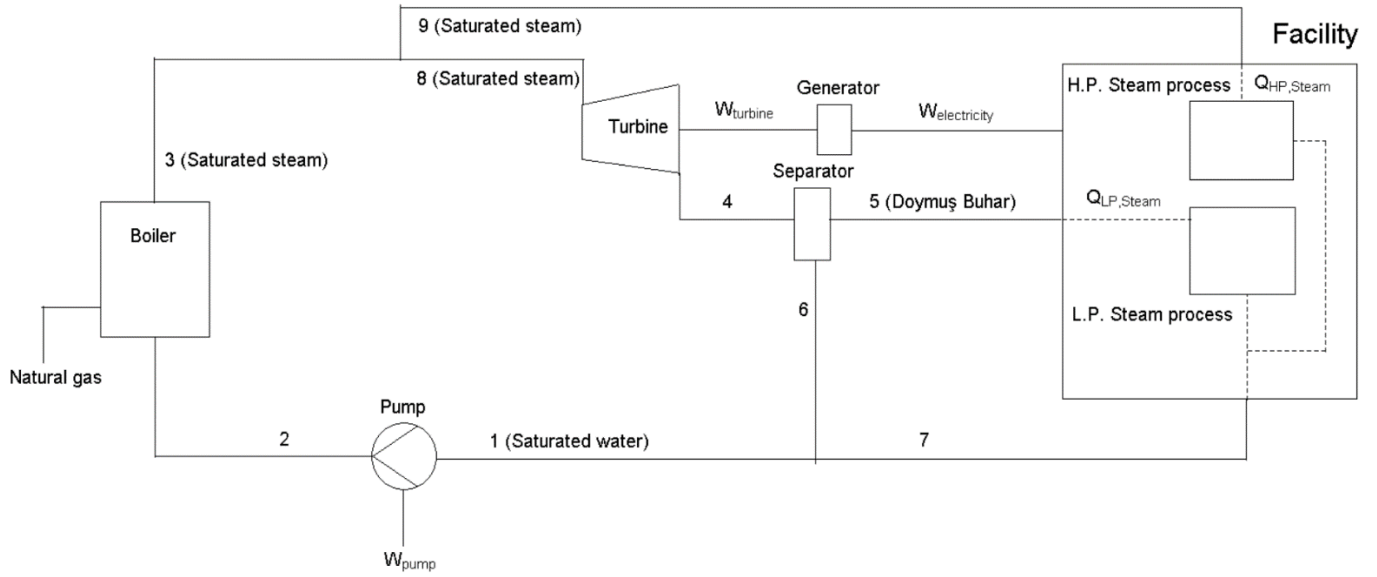 9 (Saturated steam)
Facility
8 (Saturated steam)
H.P. Steam process
QHP,Steam
Generator
Wturbine
Welectricity
Turbine
3 (Saturated steam)
Separator
4
5 (Doymuş Buhar)
QLP,Steam
Boiler
6
L.P. Steam process
Natural gas
Pump
2
1 (Saturated water)
7
Wpump